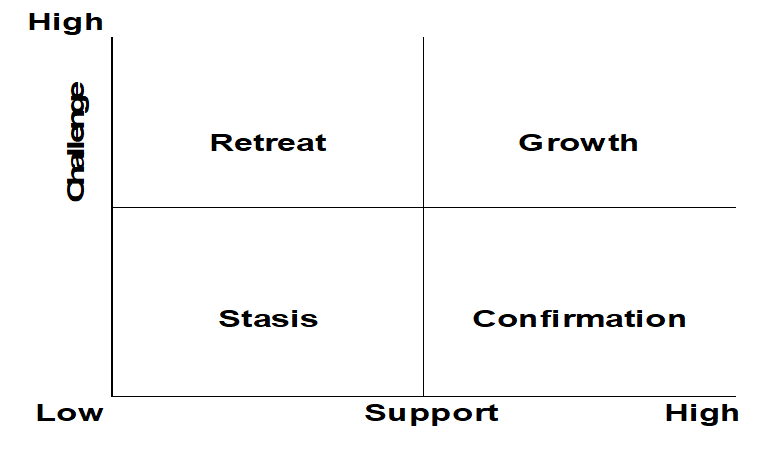 High
Challenge
Retreat Growth
Stasis Confirmation
Low Support High